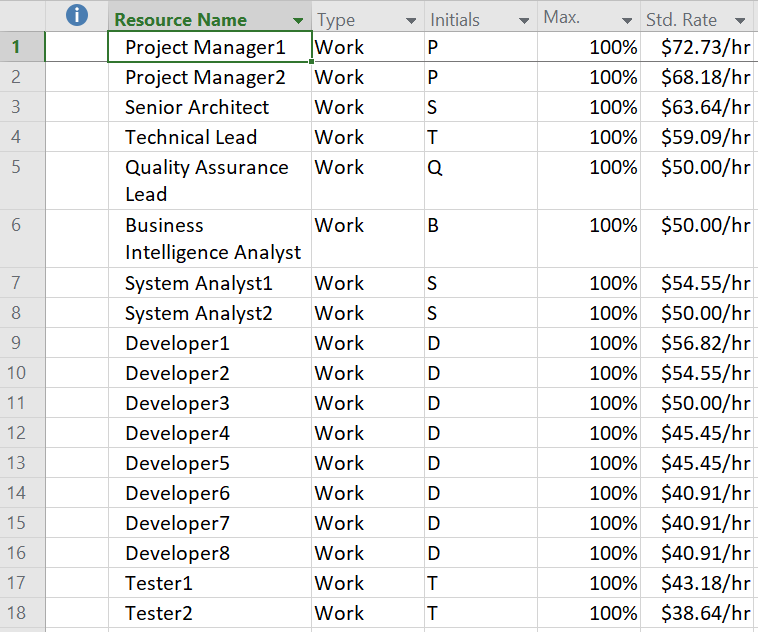 i Resource Name Type Initials Max. Std. Rate
1 Project Manager1 Work P 100% $72.73/hr
2 Project Manager2 Work P 100% $68.18/hr
3 Senior Architect Work S 100% $63.64/hr
4 Technical Lead Work T 100% $59.09/hr
5 Quality Assurance Work Q 100% $50.00/hr
Lead
6 Business Work B 100% $50.00/hr
Intelligence Analyst
7 System Analyst1 Work S 100% $54.55/hr
8 System Analyst2 Work S 100% $50.00/hr
9 Developer1 Work D 100% $56.82/hr
10 Developer2 Work D 100% $54.55/hr
11 Developer3 Work D 100% $50.00/hr
12 Developer4 Work D 100% $45.45/hr
13 Developer5 Work D 100% $45.45/hr
14 Developer6 Work D 100% $40.91/hr
15 Developer7 Work D 100% $40.91/hr
16 Developer8 Work D 100% $40.91/hr
17 Tester1 Work T 100% $43.18/hr
18 Tester2 Work T 100% $38.64/hr